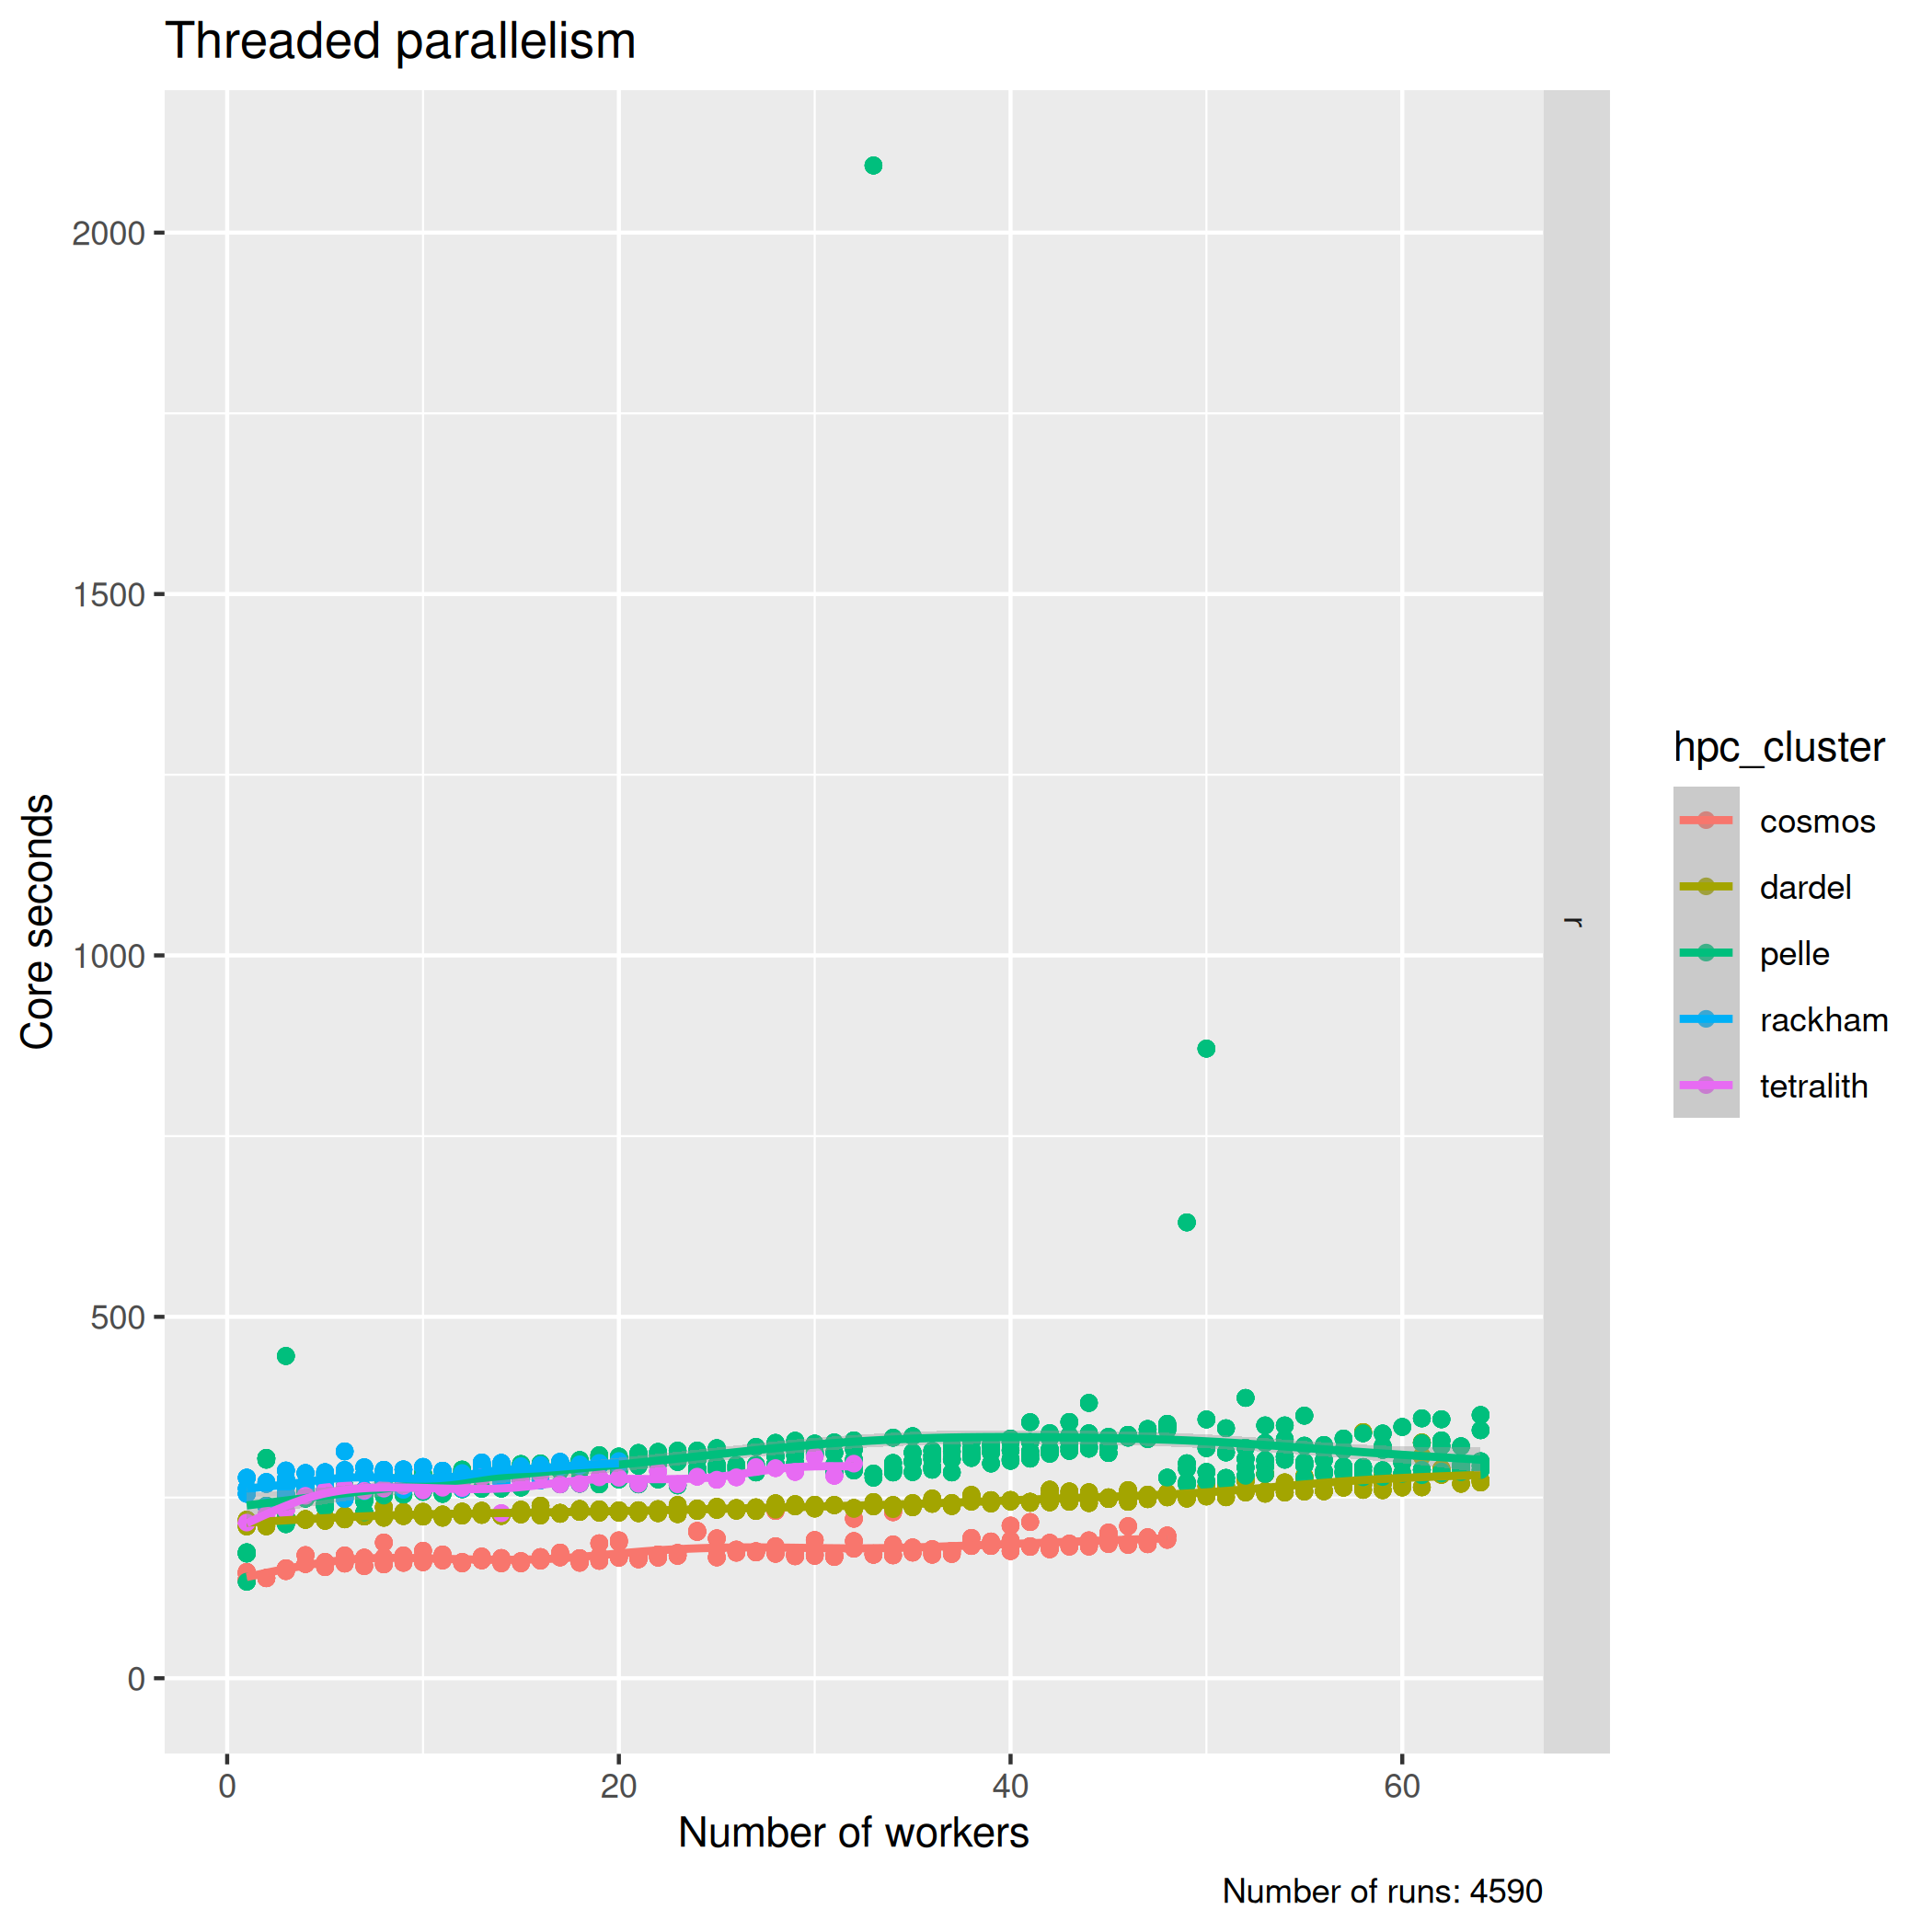 Threaded parallelism
2000
1500
1000
500
0
Core seconds
0
20
40
60
Number of workers
r
hpc_cluster
cosmos
dardel
pelle
rackham
tetralith
Number of runs: 4590